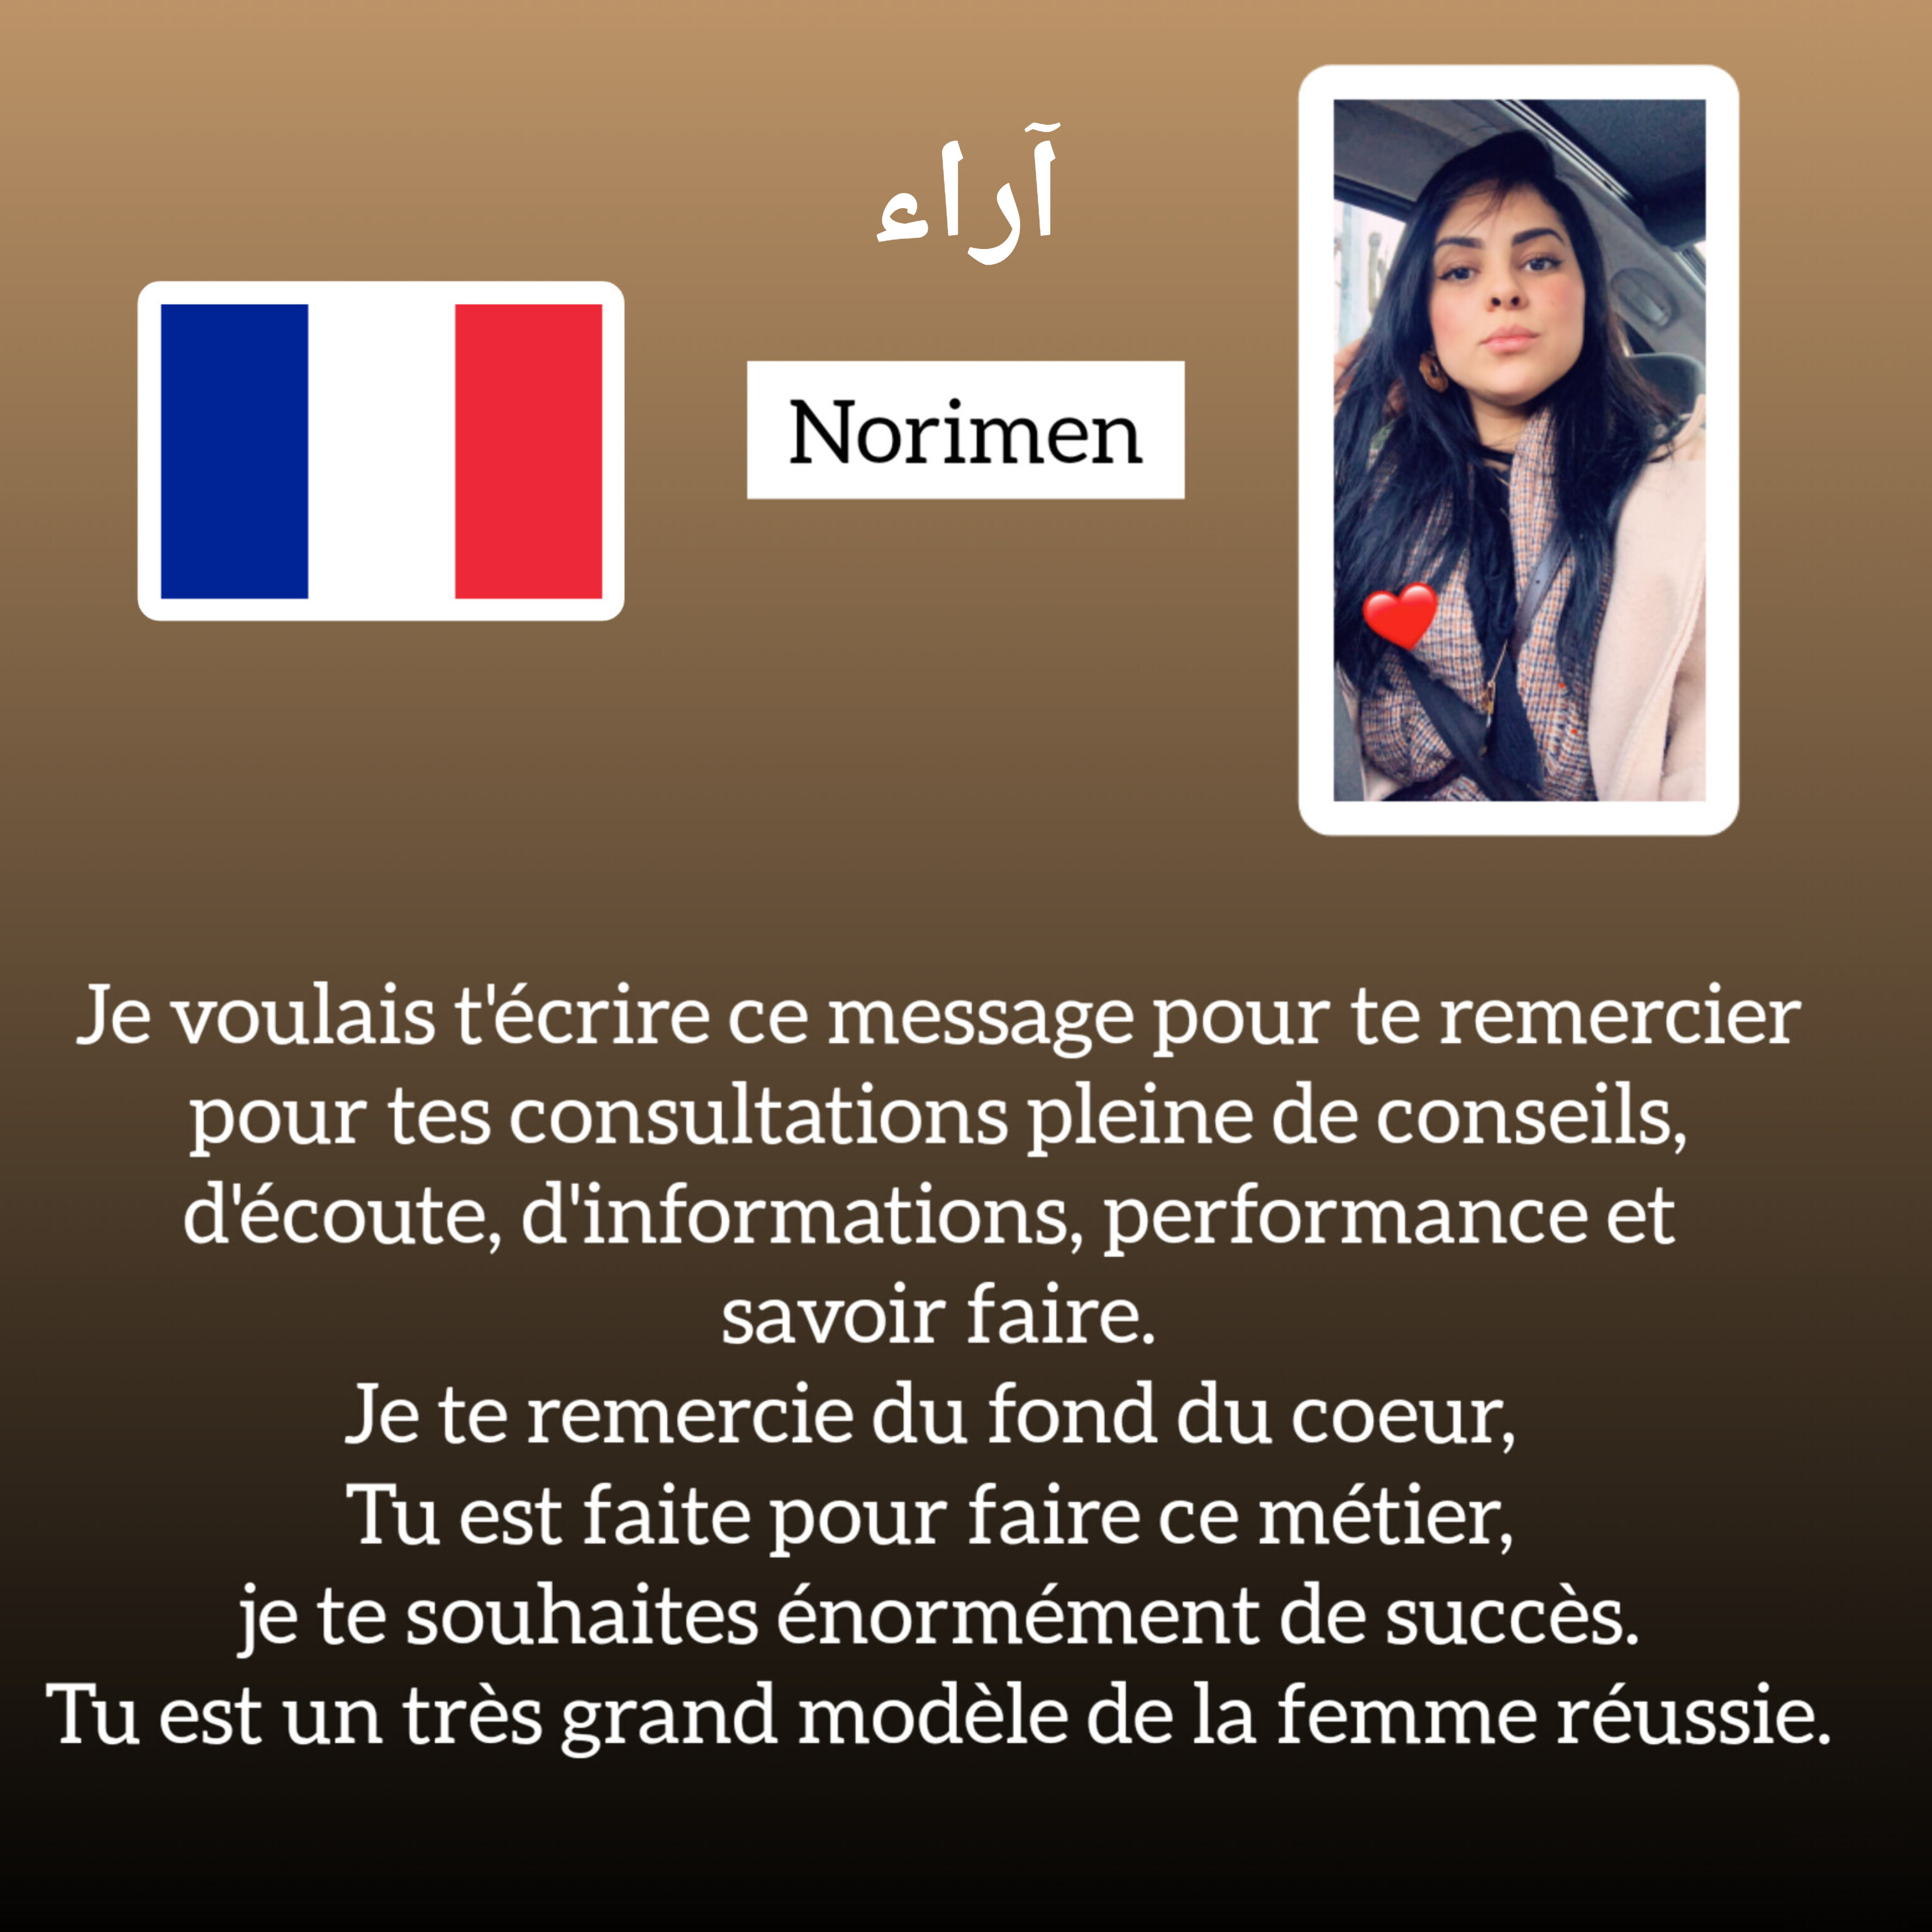 آراء
Norimen
Je voulais t'écrire ce message pour te remercier
pour tes consultations pleine de conseils,
d'écoute, d'informations, performance et
savoir faire.
Je te remercie du fond du coeur,
Tu est faite pour faire ce métier,
je te souhaites énormément de succès.
Tu est un très grand modèle de la femme réussie.